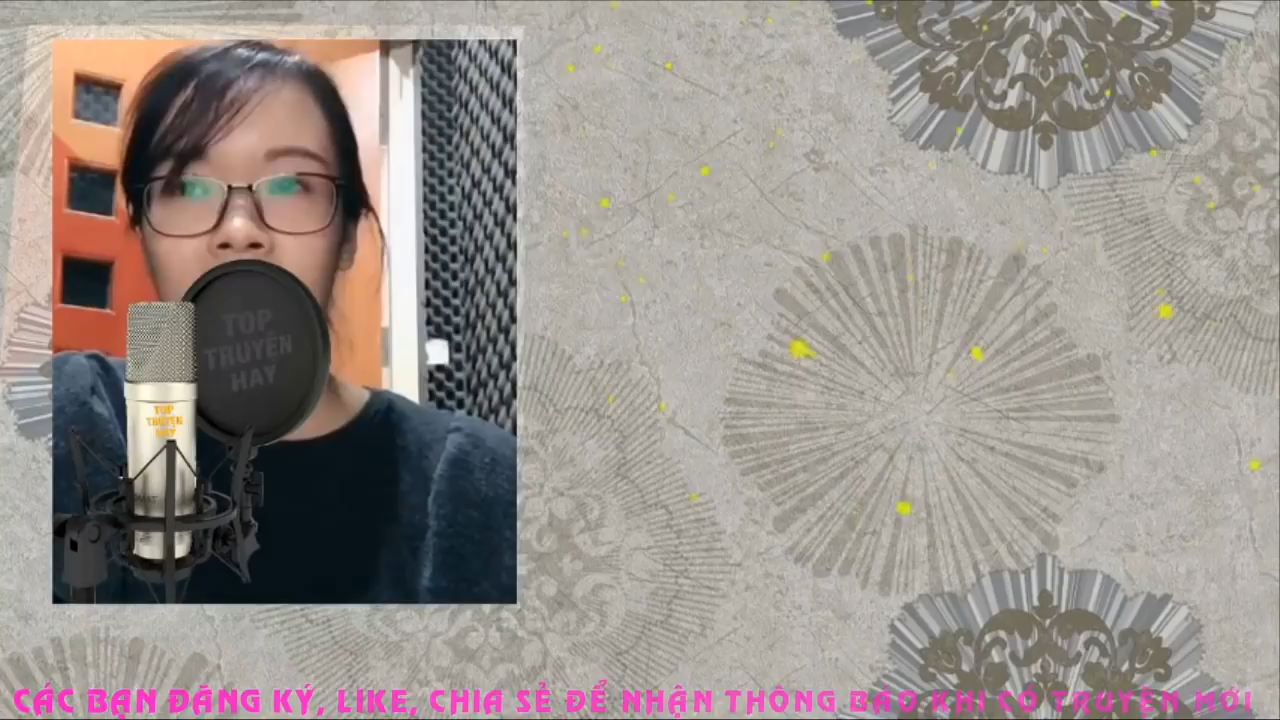 TOP
TRUYỆN
HAY
TOP
TRUYỆN
HAY
CÁC BẠN ĐĂNG KÝ, LIKE, CHIA SẺ ĐỂ NHẬN THÔNG BÁO KHI CÓ TRUYỆN MỚI